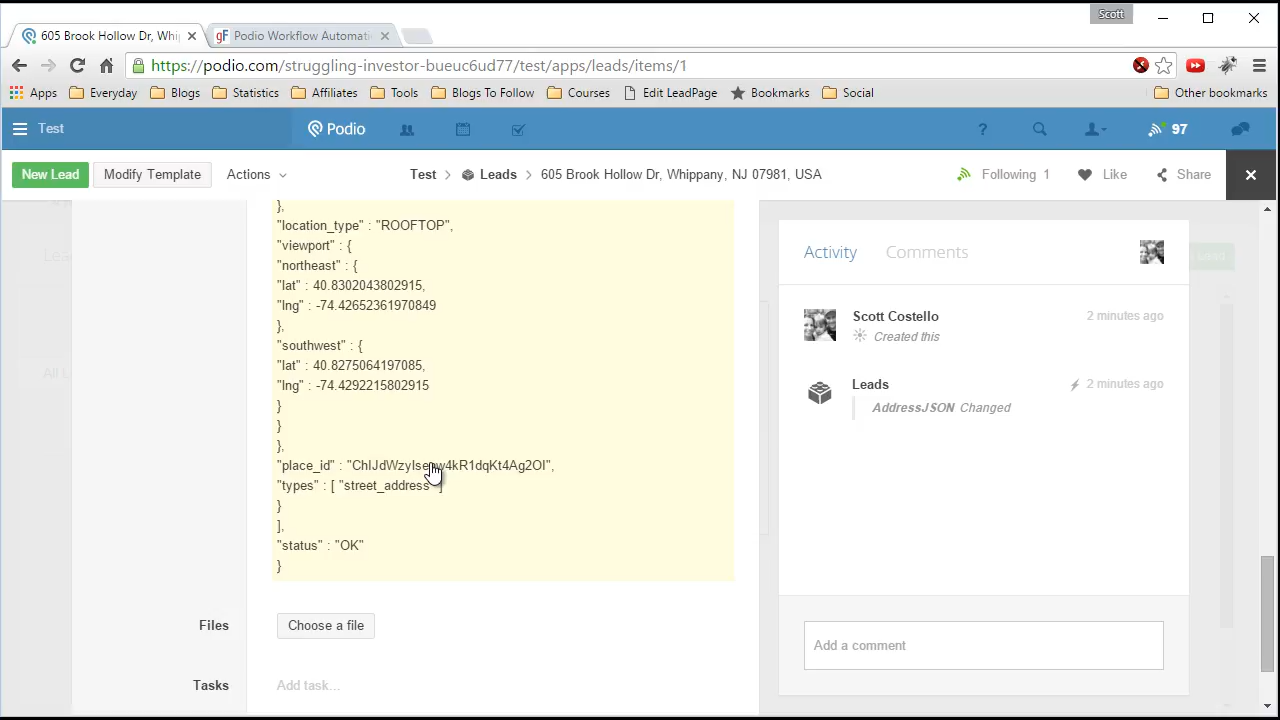 Scott
605 Brook Hollow Dr, Whip
Podio Workflow Automati
https://podio.com/struggling-investor-bueuc6ud77/test/apps/leads/items/1
Apps Everyday Blogs Statistics Affiliates Tools Blogs To Follow Courses Edit LeadPage Bookmarks Social Other bookmarks
Test Podio ? 97
New Lead Modify Template Actions Test Leads 605 Brook Hollow Dr, Whippany, NJ 07981, USA Following 1 Like Share
},
"location_type" : "ROOFTOP",
"viewport" : {
"northeast" : {
"lat" : 40.8302043802915,
"lng" : -74.42652361970849
},
"southwest" : {
"lat" : 40.8275064197085,
"lng" : -74.4292215802915
}
}
},
"types" : [ "street_address" ]
}
],
"status" : "OK"
}
Files Choose a file
Tasks Add task...
Activity Comments
Scott Costello 2 minutes ago
Created this
Leads 2 minutes ago
AddressJSON Changed
Add a comment